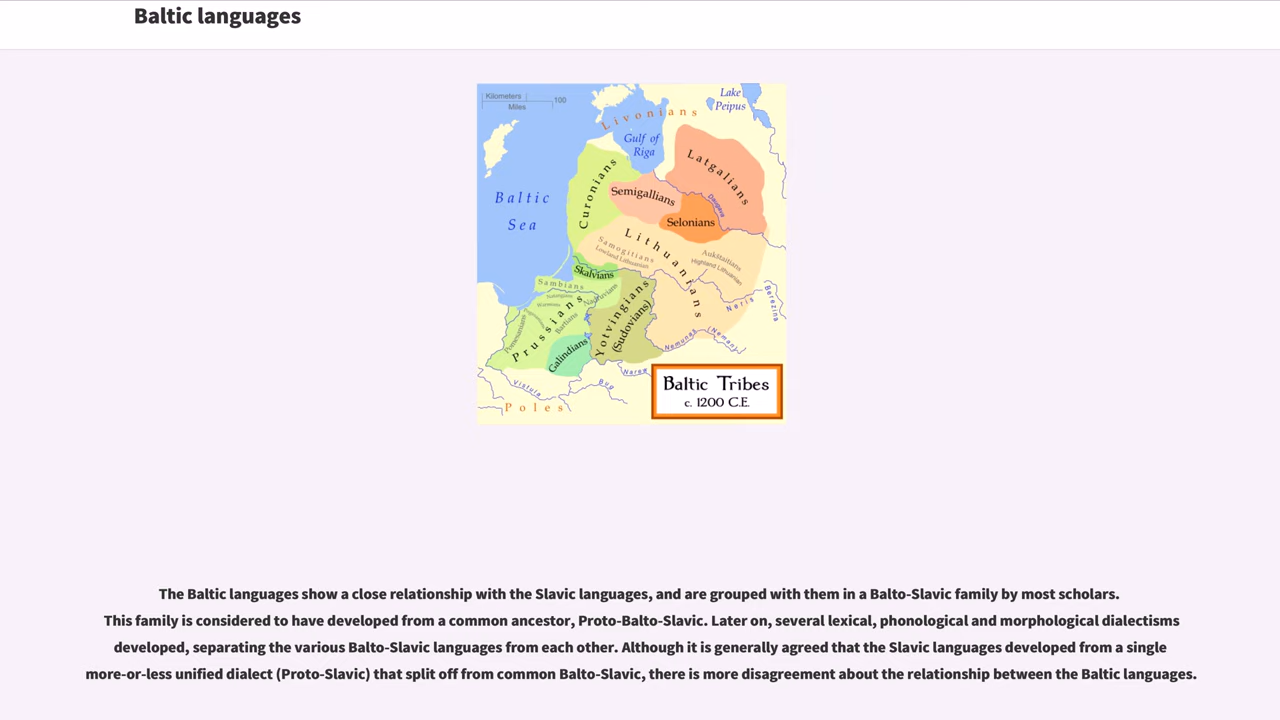 Baltic languages
Kilometers
100
Miles
Lake
Peipus
Livonians
Gulf of
Riga
Latgalians
Curonians
Semigallians
Daugava
Baltic
Sea
Selonians
Lithuanians
Samogitians
Lowland Lithuanian
Aukštaitians
Highland Lithuanian
Skalvians
Sambians
Nadruvians
Prussians
Bartians
Pomesanians
Yotvingians
(Sudovians)
Galindians
Neris
Berezina
Nemunas (Neman)
Narew
Bug
Vistula
Poles
Baltic Tribes
c. 1200 C.E.
The Baltic languages show a close relationship with the Slavic languages, and are grouped with them in a Balto-Slavic family by most scholars.
This family is considered to have developed from a common ancestor, Proto-Balto-Slavic. Later on, several lexical, phonological and morphological dialectisms
developed, separating the various Balto-Slavic languages from each other. Although it is generally agreed that the Slavic languages developed from a single
more-or-less unified dialect (Proto-Slavic) that split off from common Balto-Slavic, there is more disagreement about the relationship between the Baltic languages.